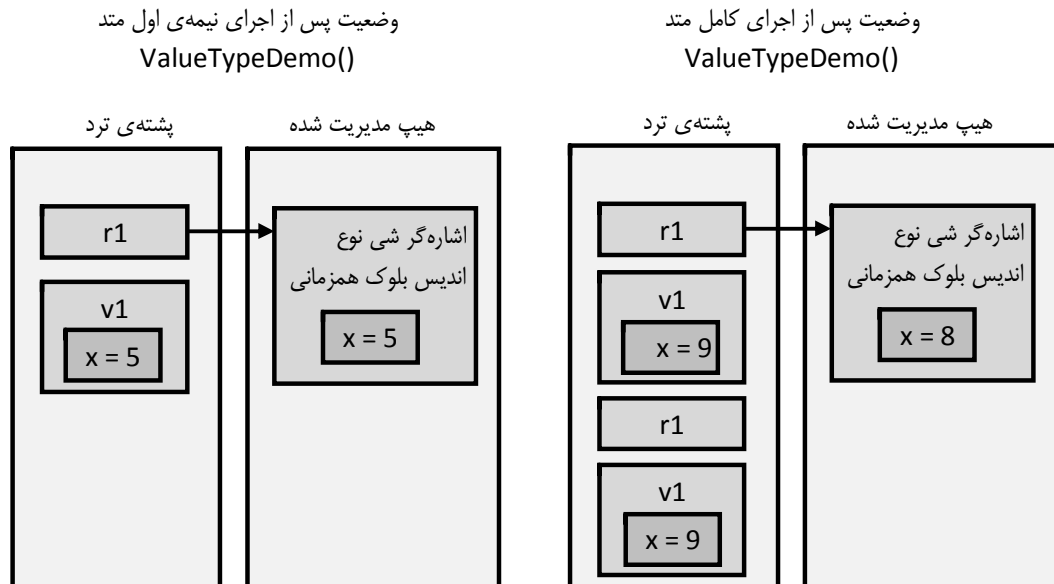 وضعیت پس از اجرای نیمه‌ی اول متد
ValueTypeDemo()
پشته‌ی ترد
هیپ مدیریت شده
r1
اشاره‌گر شی نوع
اندیس بلوک همزمانی
v1
x = 5
x = 5
وضعیت پس از اجرای کامل متد
ValueTypeDemo()
پشته‌ی ترد
هیپ مدیریت شده
r1
اشاره‌گر شی نوع
اندیس بلوک همزمانی
v1
x = 9
x = 8
r1
v1
x = 9